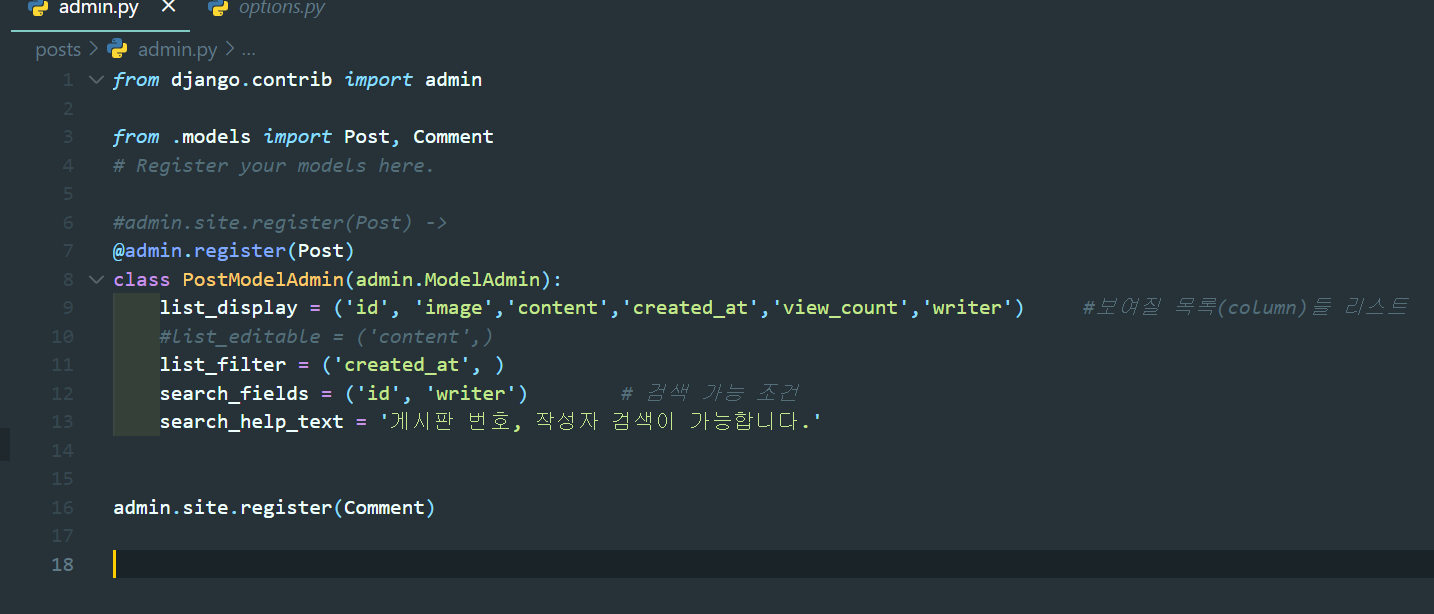 admin.py × options.py
posts > admin.py > ...
1 from django.contrib import admin
2
3 from .models import Post, Comment
4 # Register your models here.
5
6 #admin.site.register(Post) ->
7 @admin.register(Post)
8 class PostModelAdmin(admin.ModelAdmin):
9 list_display = ('id', 'image','content','created_at','view_count','writer') #보여질 목록(column)들 리스트
10 #list_editable = ('content',)
11 list_filter = ('created_at', )
12 search_fields = ('id', 'writer') # 검색 가능 조건
13 search_help_text = '게시판 번호, 작성자 검색이 가능합니다.'
14
15
16 admin.site.register(Comment)
17
18